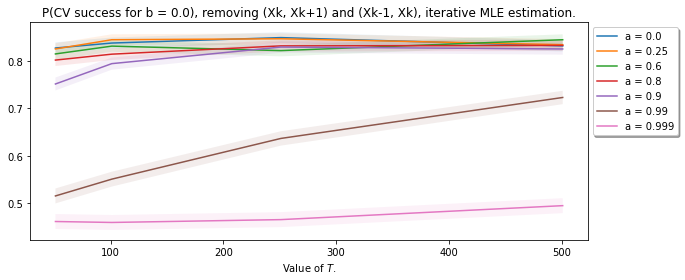 P(CV success for b = 0.0), removing (Xk, Xk+1) and (Xk-1, Xk), iterative MLE estimation.
a = 0.0
a = 0.25
a = 0.6
a = 0.8
a = 0.9
a = 0.99
a = 0.999
0.8
0.7
0.6
0.5
100
200
300
400
500
Value of T.